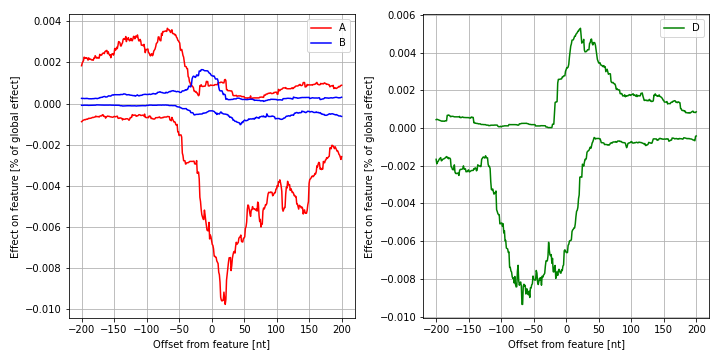 0.004
0.002
0.000
−0.002
−0.004
−0.006
−0.008
−0.010
−200 −150 −100 −50 0 50 100 150 200
Offset from feature [nt]
Effect on feature [% of global effect]
A
B
0.006
0.004
0.002
0.000
−0.002
−0.004
−0.006
−0.008
−0.010
−200 −150 −100 −50 0 50 100 150 200
Offset from feature [nt]
Effect on feature [% of global effect]
D